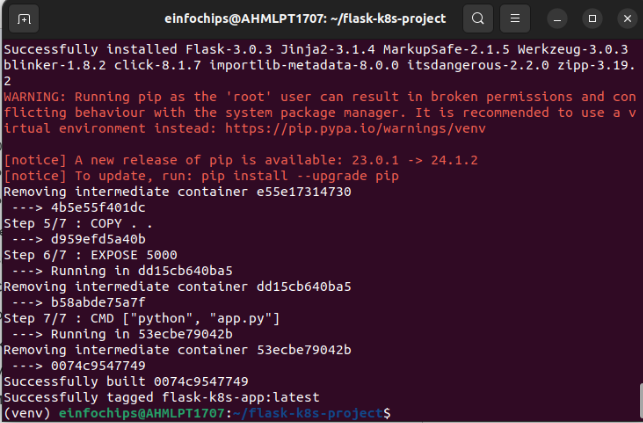 einfochips@AHMLPT1707: ~/flask-k8s-project
Successfully installed Flask-3.0.3 Jinja2-3.1.4 MarkupSafe-2.1.5 Werkzeug-3.0.3
blinker-1.8.2 click-8.1.7 importlib-metadata-8.0.0 itsdangerous-2.2.0 zipp-3.19.
2
WARNING: Running pip as the 'root' user can result in broken permissions and con
flicting behaviour with the system package manager. It is recommended to use a v
irtual environment instead: https://pip.pypa.io/warnings/venv
[notice] A new release of pip is available: 23.0.1 -> 24.1.2
[notice] To update, run: pip install --upgrade pip
Removing intermediate container e55e17314730
 ---> 4b5e55f401dc
Step 5/7 : COPY . .
 ---> d959efd5a40b
Step 6/7 : EXPOSE 5000
 ---> Running in dd15cb640ba5
Removing intermediate container dd15cb640ba5
 ---> b58abde75a7f
Step 7/7 : CMD ["python", "app.py"]
 ---> Running in 53ecbe79042b
Removing intermediate container 53ecbe79042b
 ---> 0074c9547749
Successfully built 0074c9547749
Successfully tagged flask-k8s-app:latest
(venv) einfochips@AHMLPT1707:~/flask-k8s-project$